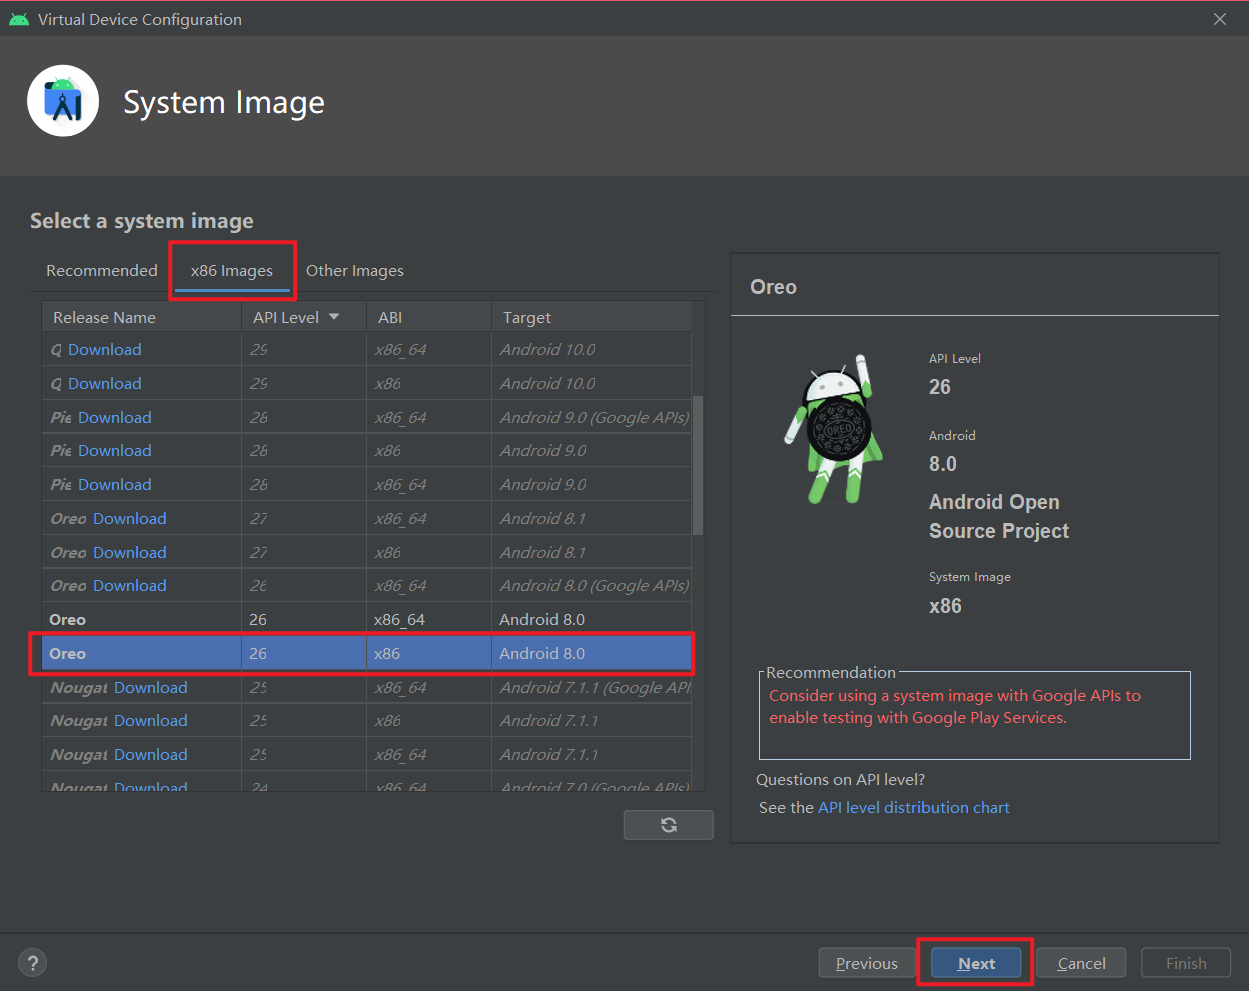 Virtual Device Configuration
System Image
Select a system image
Recommended x86 Images Other Images
Release Name API Level ABI Target
Q Download 29 x86_64 Android 10.0
Q Download 29 x86 Android 10.0
Pie Download 28 x86_64 Android 9.0 (Google APIs)
Pie Download 28 x86 Android 9.0
Pie Download 28 x86_64 Android 9.0
Oreo Download 27 x86_64 Android 8.1
Oreo Download 27 x86 Android 8.1
Oreo Download 26 x86_64 Android 8.0 (Google APIs)
Oreo 26 x86_64 Android 8.0
Oreo 26 x86 Android 8.0
Nougat Download 25 x86_64 Android 7.1.1 (Google API
Nougat Download 25 x86 Android 7.1.1
Nougat Download 25 x86_64 Android 7.1.1
Nougat Download 24 x86_64 Android 7.0 (Google APIs)
Oreo
OREO
API Level
26
Android
8.0
Android Open
Source Project
System Image
x86
Recommendation
Consider using a system image with Google APIs to
enable testing with Google Play Services.
Questions on API level?
See the API level distribution chart
? Previous Next Cancel Finish